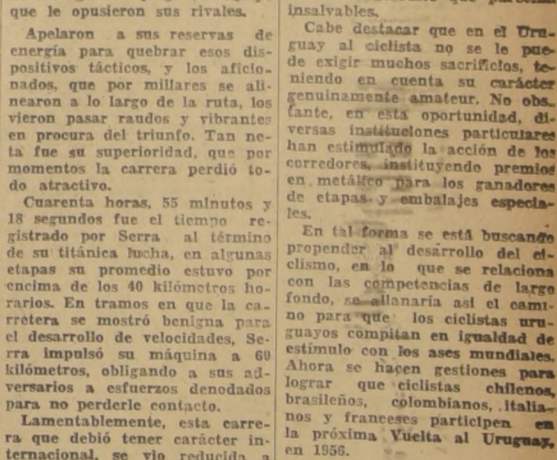 que le opusieron sus rivales.
Apelaron a sus reservas de
energía para quebrar esos dis-
positivos tácticos, y los aficio-
nados, que por millares se ali-
nearon a lo largo de la ruta, los
vieron pasar raudos y vibrantes
en procura del triunfo. Tan ne-
ta fue su superioridad, que por
momentos la carrera perdió to-
do atractivo.
Cuarenta horas, 55 minutos y
18 segundos fue el tiempo re-
gistrado por Serra al término
de su titánica lucha, en algunas
etapas su promedio estuvo por
encima de los 40 kilómetros ho-
rarios. En tramos en que la ca-
rretera se mostró benigna para
el desarrollo de velocidades, Se-
rra impulsó su máquina a 60
kilómetros, obligando a sus ad-
versarios a esfuerzos denodados
para no perderle contacto.
Lamentablemente, esta carre-
ra que debió tener carácter in-
ternacional, se vio reducida a
insalvables.
Cabe destacar que en el Uru-
guay al ciclista no se le pue-
de exigir muchos sacrificios, te-
niendo en cuenta su carácter
genuinamente amateur. No obs-
tante, en esta oportunidad, di-
versas instituciones particulares
han estimulado la acción de los
corredores, instituyendo premios
en metálico para los ganadores
de etapas y embalajes especia-
les.
En tal forma se está buscando
propender al desarrollo del ci-
clismo, en lo que se relaciona
con las competencias de largo
fondo, se allanaría así el cami-
no para que los ciclistas uru-
guayos compitan en igualdad de
estímulo con los ases mundiales.
Ahora se hacen gestiones para
lograr que ciclistas chilenos,
brasileños, colombianos, italia-
nos y franceses participen en
la próxima Vuelta al Uruguay,
en 1956.